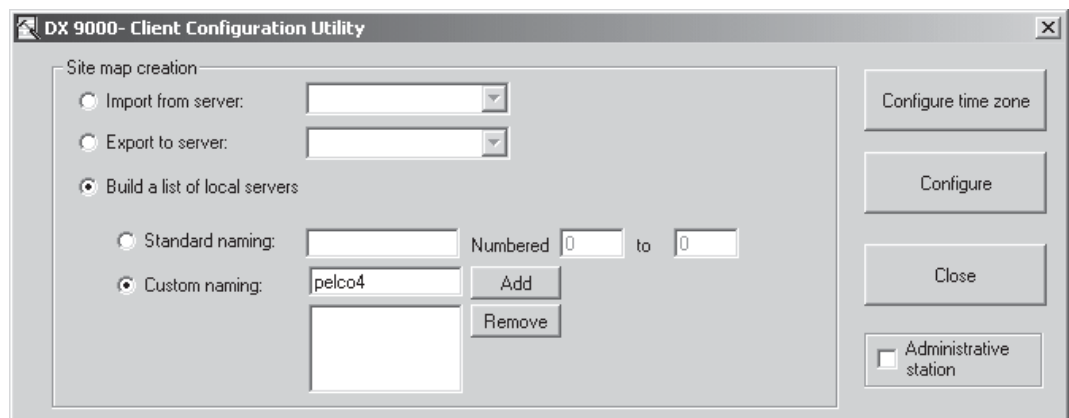 DX 9000- Client Configuration Utility
Site map creation
Import from server:
Export to server:
Build a list of local servers
Standard naming:
Numbered 0 to 0
Custom naming:
pelco4
Add
Remove
Configure time zone
Configure
Close
Administrative
station